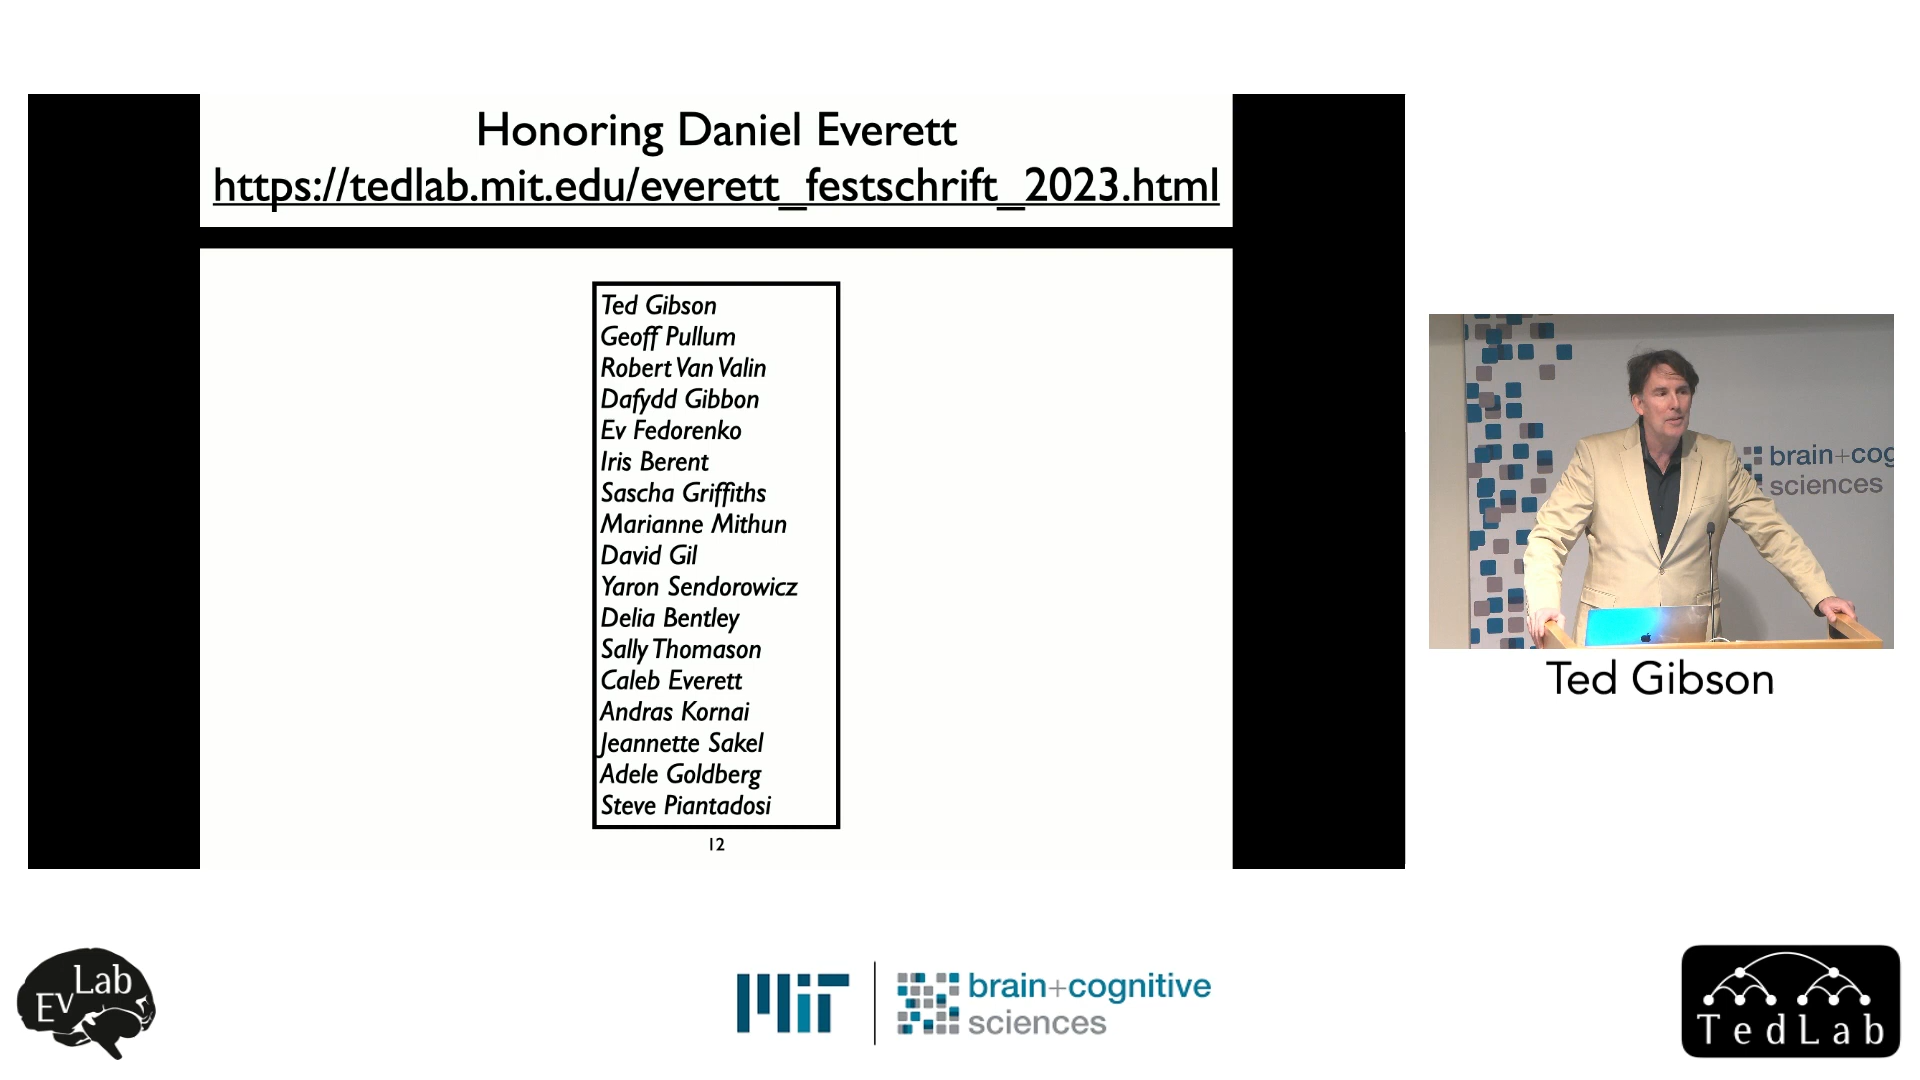 Honoring Daniel Everett
https://tedlab.mit.edu/everett_festschrift_2023.html
Ted Gibson
Geoff Pullum
Robert Van Valin
Dafydd Gibbon
Ev Fedorenko
Iris Berent
Sascha Griffiths
Marianne Mithun
David Gil
Yaron Sendorowicz
Delia Bentley
Sally Thomason
Caleb Everett
Andras Kornai
Jeannette Sakel
Adele Goldberg
Steve Piantadosi
12
brain+cog
sciences
Ted Gibson
Ev Lab
MIT
brain+cognitive
sciences
TedLab